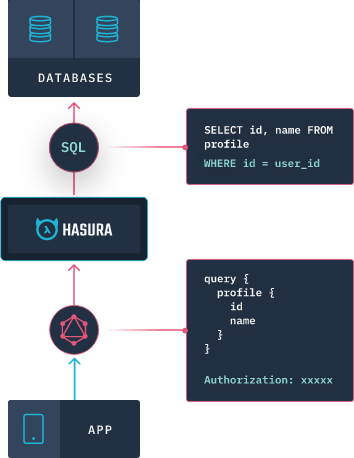 DATABASES
SQL
SELECT id, name FROM
profile
WHERE id = user_id
HASURA
query {
  profile {
    id
    name
  }
}
Authorization: xxxxx
APP